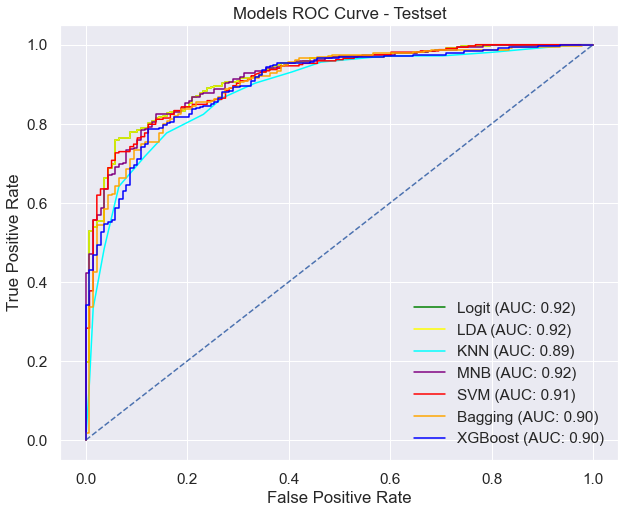 Models ROC Curve - Testset
True Positive Rate
1.0
0.8
0.6
0.4
0.2
0.0
Logit (AUC: 0.92)
LDA (AUC: 0.92)
KNN (AUC: 0.89)
MNB (AUC: 0.92)
SVM (AUC: 0.91)
Bagging (AUC: 0.90)
XGBoost (AUC: 0.90)
0.0 0.2 0.4 0.6 0.8 1.0
False Positive Rate